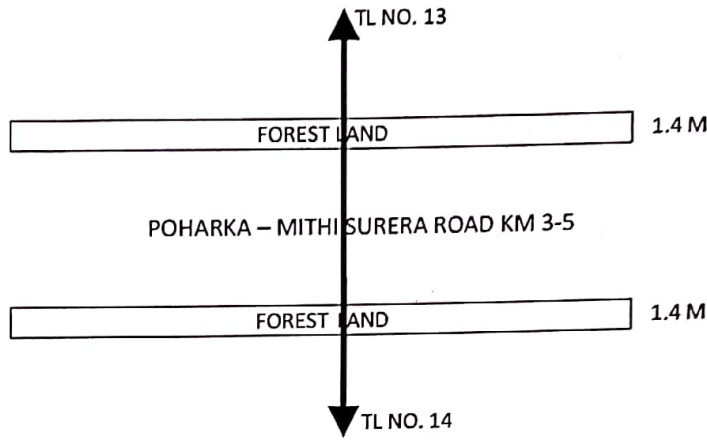 TL NO. 13
FOREST LAND 1.4 M
POHARKA – MITHI SURERA ROAD KM 3-5
FOREST LAND 1.4 M
TL NO. 14